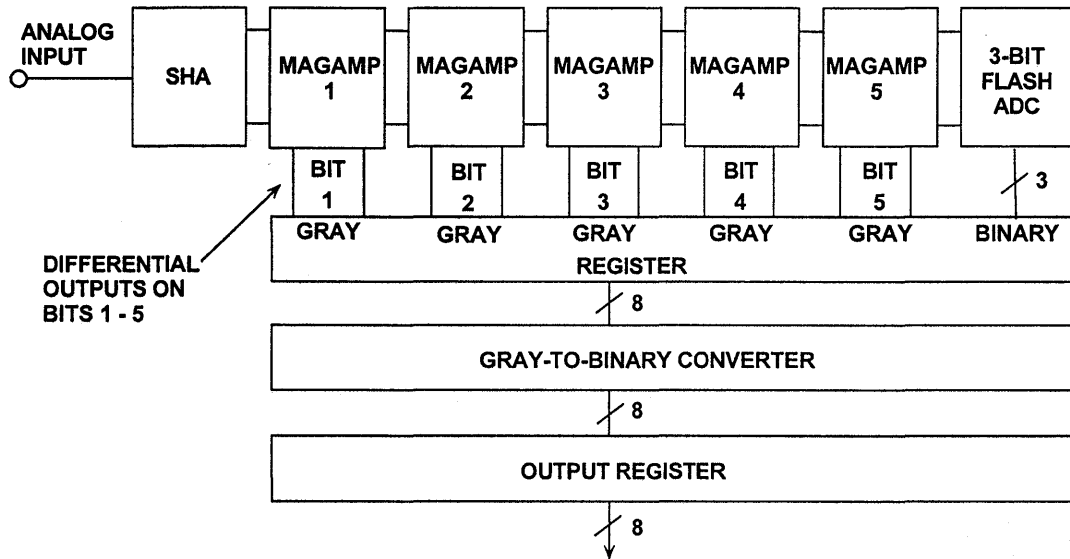 ANALOG
INPUT
SHA
MAGAMP
1
MAGAMP
2
MAGAMP
3
MAGAMP
4
MAGAMP
5
3-BIT
FLASH
ADC
BIT
1
BIT
2
BIT
3
BIT
4
BIT
5
3
GRAY
GRAY
GRAY
GRAY
GRAY
BINARY
REGISTER
DIFFERENTIAL
OUTPUTS ON
BITS 1 - 5
8
GRAY-TO-BINARY CONVERTER
8
OUTPUT REGISTER
8